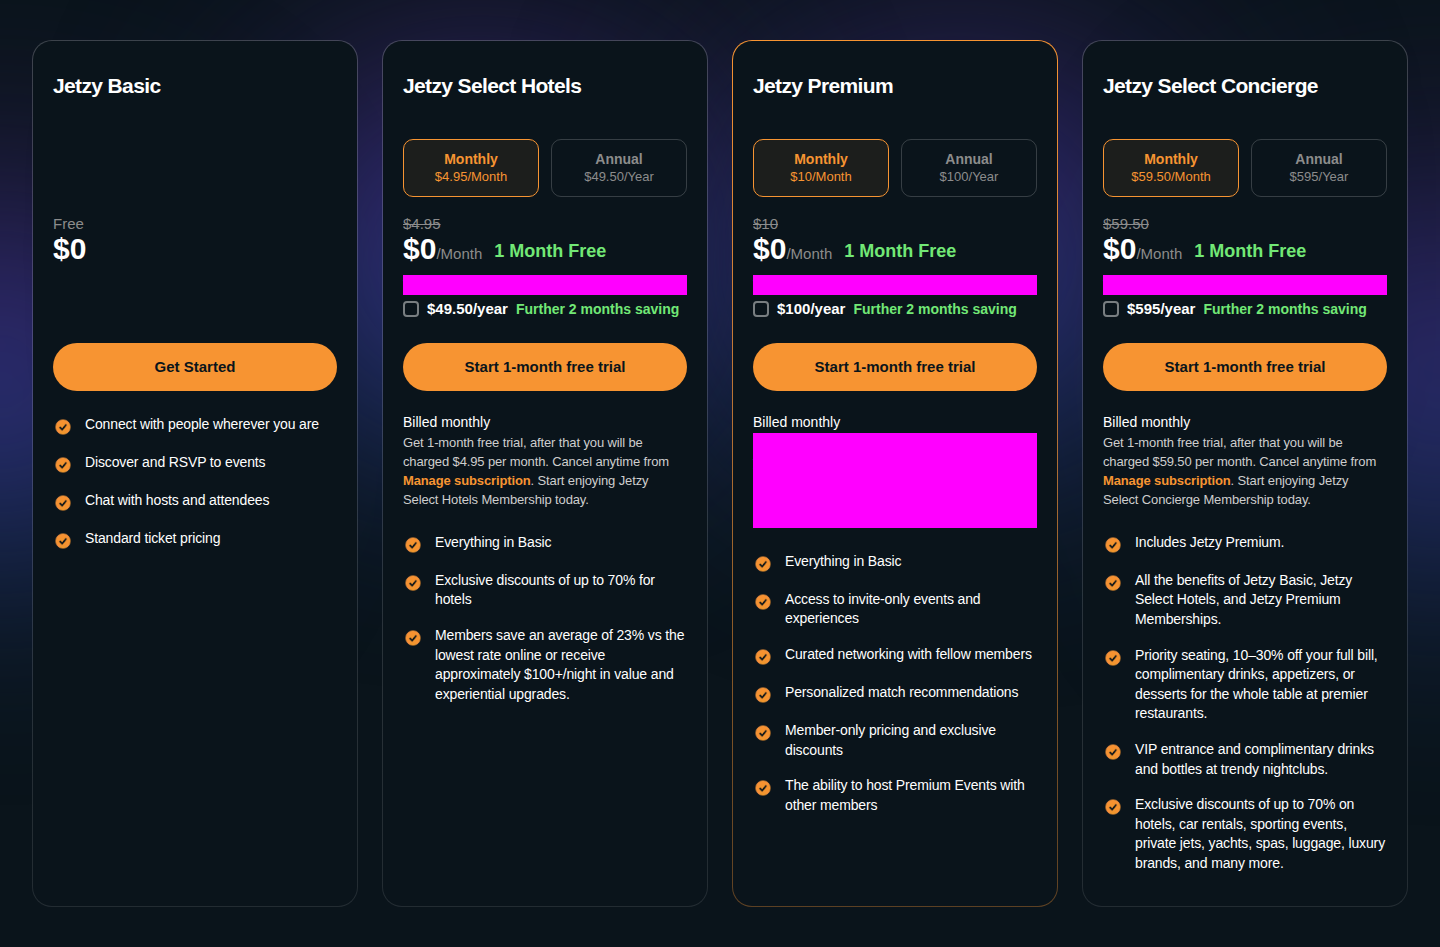 Jetzy Basic
Free
$0
Get Started
Connect with people wherever you are
Discover and RSVP to events
Chat with hosts and attendees
Standard ticket pricing
Jetzy Select Hotels
Monthly
$4.95/Month
Annual
$49.50/Year
$4.95
$0/Month 1 Month Free
$49.50/year Further 2 months saving
Start 1-month free trial
Billed monthly
Get 1-month free trial, after that you will be
charged $4.95 per month. Cancel anytime from
Manage subscription. Start enjoying Jetzy
Select Hotels Membership today.
Everything in Basic
Exclusive discounts of up to 70% for
hotels
Members save an average of 23% vs the
lowest rate online or receive
approximately $100+/night in value and
experiential upgrades.
Jetzy Premium
Monthly
$10/Month
Annual
$100/Year
$10
$0/Month 1 Month Free
$100/year Further 2 months saving
Start 1-month free trial
Billed monthly
Everything in Basic
Access to invite-only events and
experiences
Curated networking with fellow members
Personalized match recommendations
Member-only pricing and exclusive
discounts
The ability to host Premium Events with
other members
Jetzy Select Concierge
Monthly
$59.50/Month
Annual
$595/Year
$59.50
$0/Month 1 Month Free
$595/year Further 2 months saving
Start 1-month free trial
Billed monthly
Get 1-month free trial, after that you will be
charged $59.50 per month. Cancel anytime from
Manage subscription. Start enjoying Jetzy
Select Concierge Membership today.
Includes Jetzy Premium.
All the benefits of Jetzy Basic, Jetzy
Select Hotels, and Jetzy Premium
Memberships.
Priority seating, 10–30% off your full bill,
complimentary drinks, appetizers, or
desserts for the whole table at premier
restaurants.
VIP entrance and complimentary drinks
and bottles at trendy nightclubs.
Exclusive discounts of up to 70% on
hotels, car rentals, sporting events,
private jets, yachts, spas, luggage, luxury
brands, and many more.